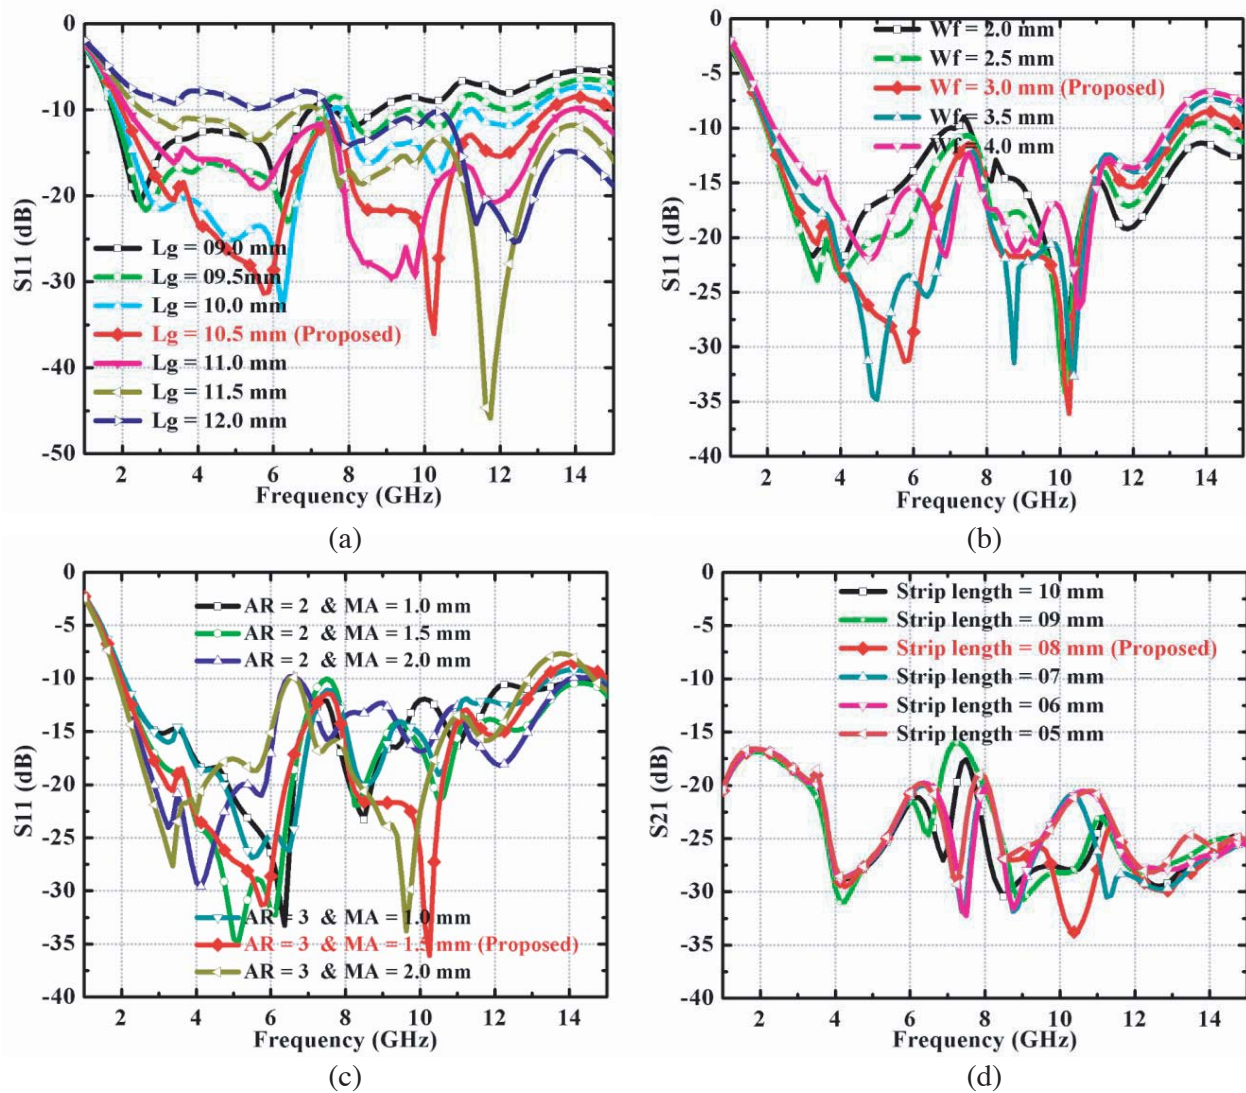 0
-10
-20
-30
-40
-50
S11 (dB)
Lg = 09.0 mm
Lg = 09.5mm
Lg = 10.0 mm
Lg = 10.5 mm (Proposed)
Lg = 11.0 mm
Lg = 11.5 mm
Lg = 12.0 mm
2 4 6 8 10 12 14
Frequency (GHz)
(a)
0
-5
-10
-15
-20
-25
-30
-35
-40
S11 (dB)
Wf = 2.0 mm
Wf = 2.5 mm
Wf = 3.0 mm (Proposed)
Wf = 3.5 mm
Wf = 4.0 mm
2 4 6 8 10 12 14
Frequency (GHz)
(b)
0
-5
-10
-15
-20
-25
-30
-35
-40
S11 (dB)
AR = 2 & MA = 1.0 mm
AR = 2 & MA = 1.5 mm
AR = 2 & MA = 2.0 mm
AR = 3 & MA = 1.0 mm
AR = 3 & MA = 1.5 mm (Proposed)
AR = 3 & MA = 2.0 mm
2 4 6 8 10 12 14
Frequency (GHz)
(c)
0
-5
-10
-15
-20
-25
-30
-35
-40
S21 (dB)
Strip length = 10 mm
Strip length = 09 mm
Strip length = 08 mm (Proposed)
Strip length = 07 mm
Strip length = 06 mm
Strip length = 05 mm
2 4 6 8 10 12 14
Frequency (GHz)
(d)